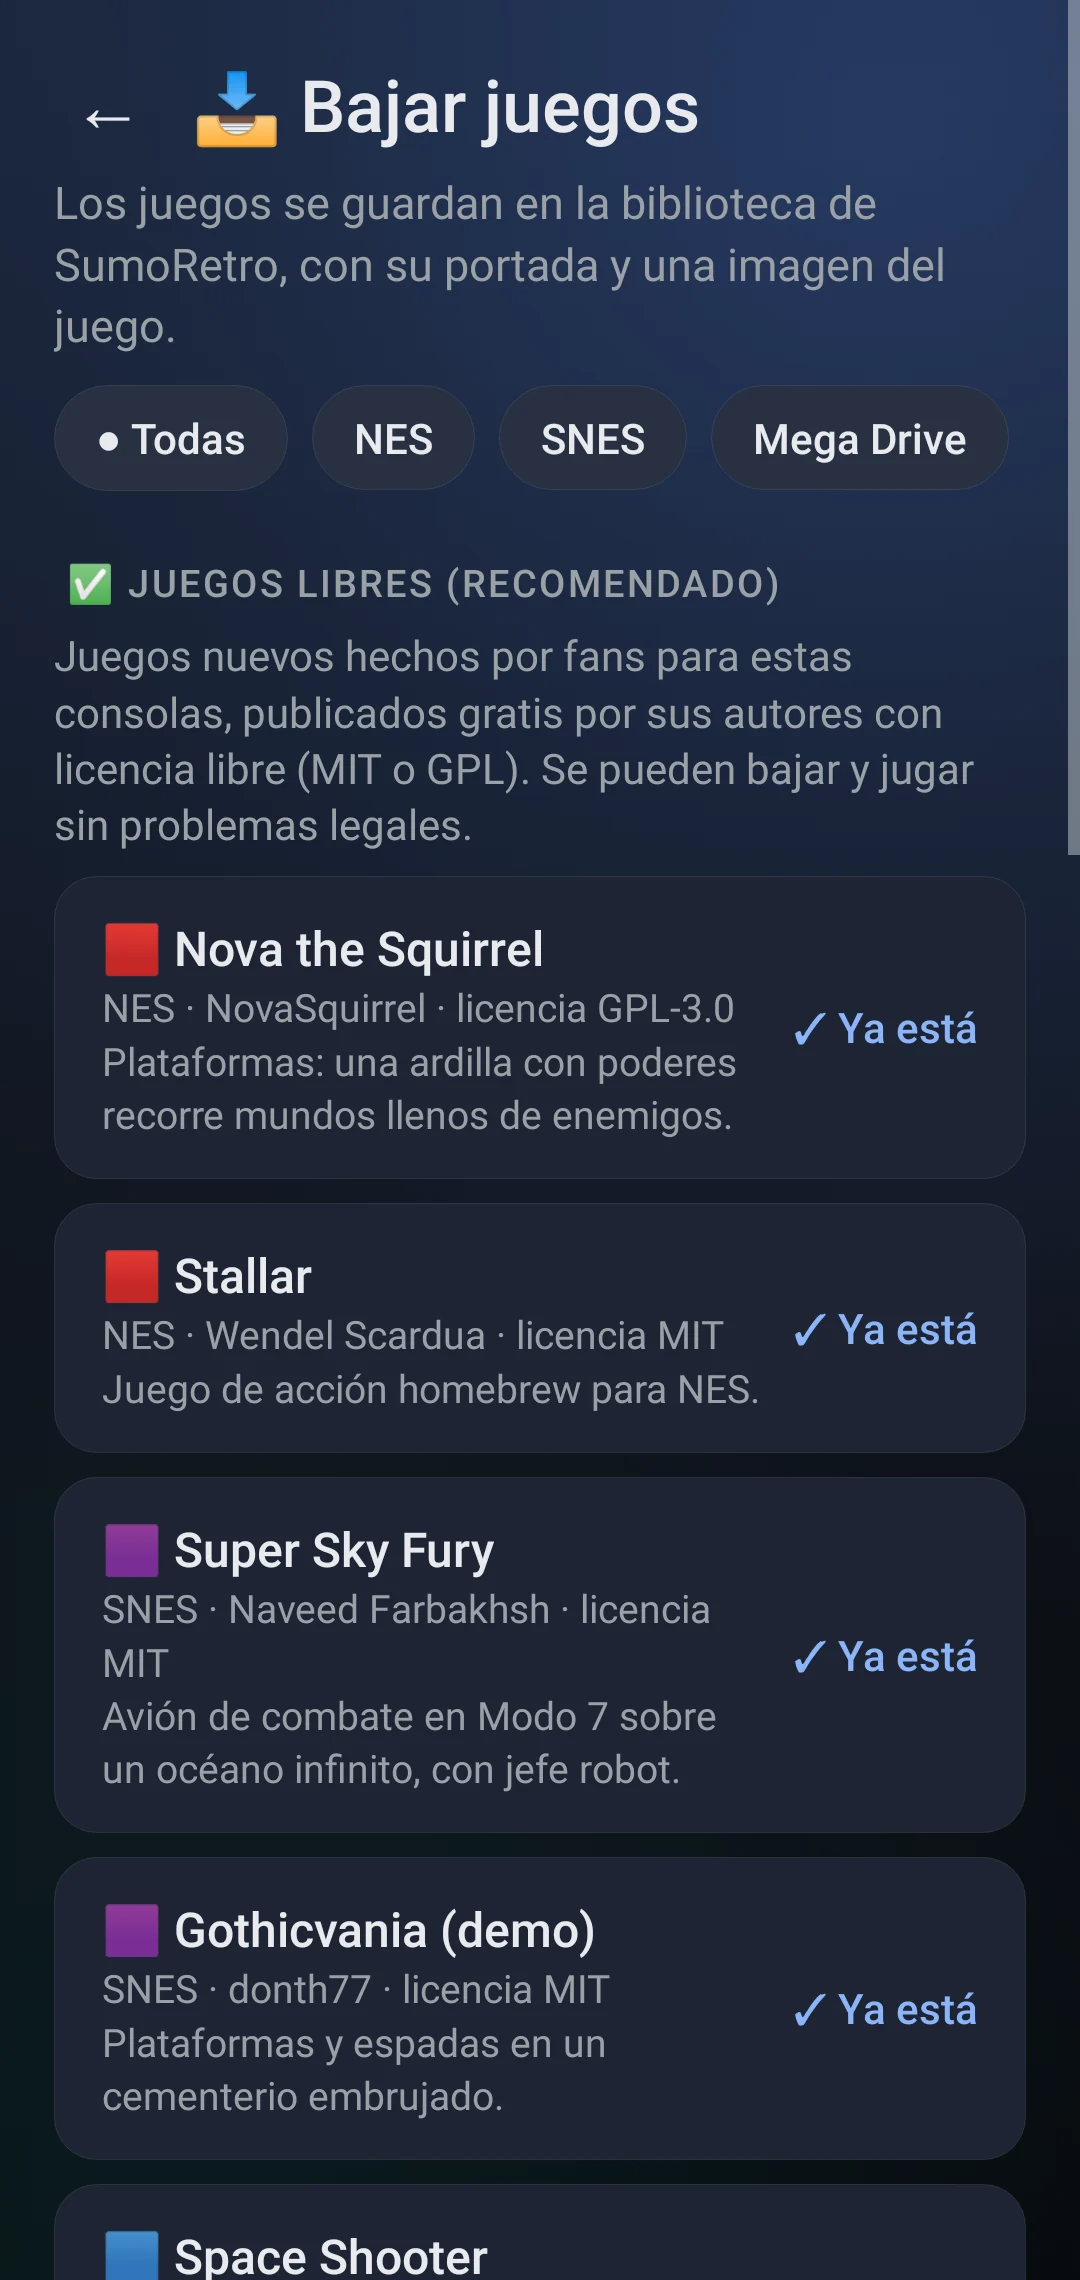 ← Bajar juegos
Los juegos se guardan en la biblioteca de
SumoRetro, con su portada y una imagen del
juego.
● Todas NES SNES Mega Drive
✅ JUEGOS LIBRES (RECOMENDADO)
Juegos nuevos hechos por fans para estas
consolas, publicados gratis por sus autores con
licencia libre (MIT o GPL). Se pueden bajar y jugar
sin problemas legales.
Nova the Squirrel
NES · NovaSquirrel · licencia GPL-3.0
Plataformas: una ardilla con poderes
recorre mundos llenos de enemigos.
✓ Ya está
Stallar
NES · Wendel Scardua · licencia MIT
Juego de acción homebrew para NES.
✓ Ya está
Super Sky Fury
SNES · Naveed Farbakhsh · licencia
MIT
Avión de combate en Modo 7 sobre
un océano infinito, con jefe robot.
✓ Ya está
Gothicvania (demo)
SNES · donth77 · licencia MIT
Plataformas y espadas en un
cementerio embrujado.
✓ Ya está
Space Shooter